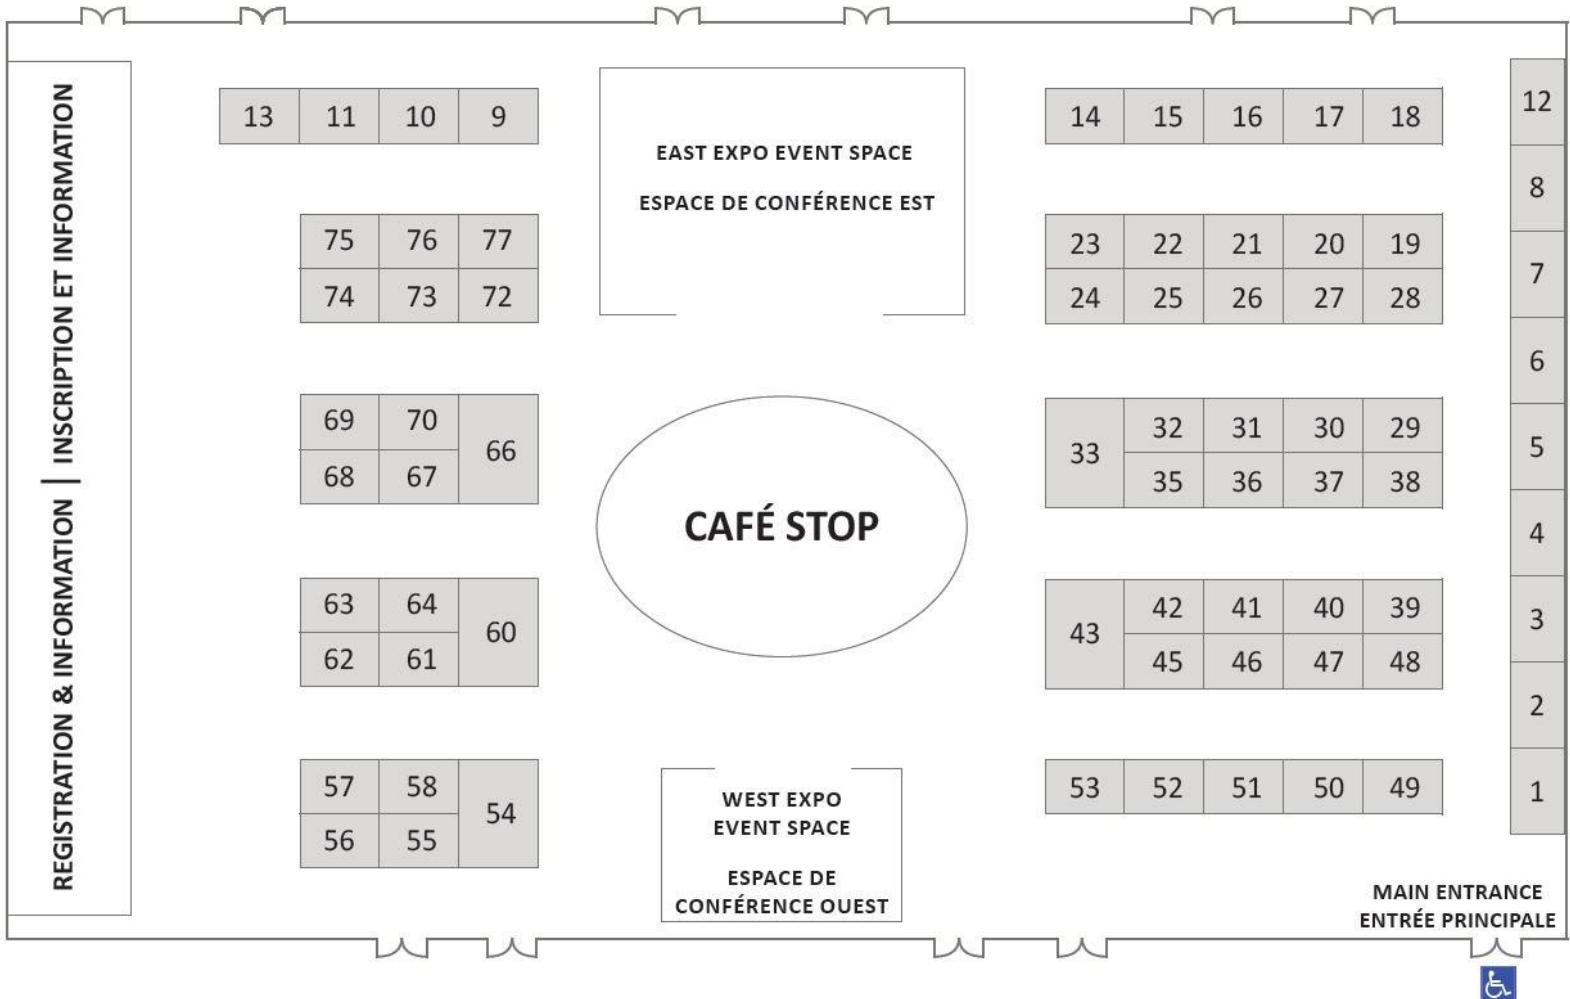 REGISTRATION & INFORMATION | INSCRIPTION ET INFORMATION
13 11 10 9
EAST EXPO EVENT SPACE
ESPACE DE CONFÉRENCE EST
14 15 16 17 18
12
8
7
6
5
4
3
2
1
75 76 77
74 73 72
23 22 21 20 19
24 25 26 27 28
69 70
66
68 67
CAFÉ STOP
32 31 30 29
33
35 36 37 38
63 64
60
62 61
42 41 40 39
43
45 46 47 48
57 58
54
56 55
WEST EXPO
EVENT SPACE
ESPACE DE
CONFÉRENCE OUEST
53 52 51 50 49
MAIN ENTRANCE
ENTRÉE PRINCIPALE